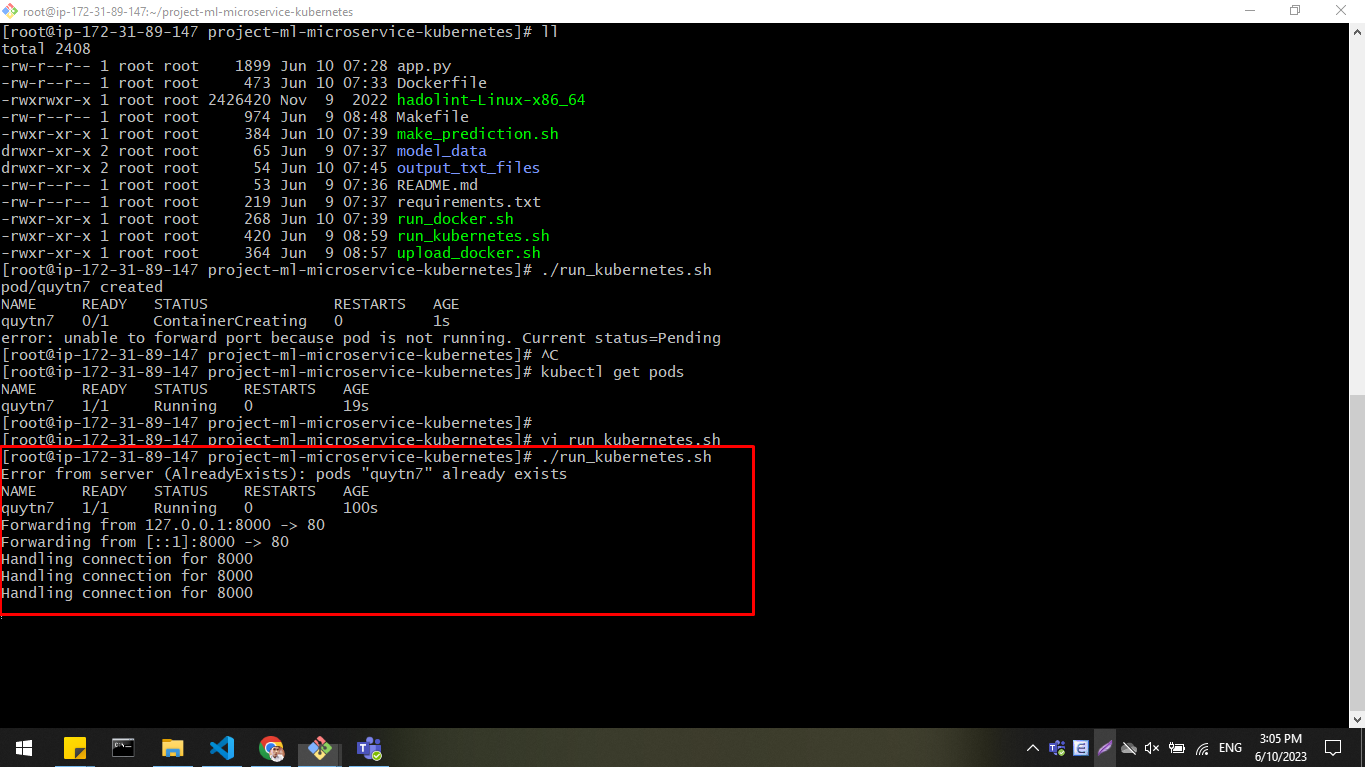 root@ip-172-31-89-147:~/project-ml-microservice-kubernetes
[root@ip-172-31-89-147 project-ml-microservice-kubernetes]# ll
total 2408
-rw-r--r-- 1 root root    1899 Jun 10 07:28 app.py
-rw-r--r-- 1 root root     473 Jun 10 07:33 Dockerfile
-rwxrwxr-x 1 root root 2426420 Nov  9  2022 hadolint-Linux-x86_64
-rw-r--r-- 1 root root     974 Jun  9 08:48 Makefile
-rwxr-xr-x 1 root root     384 Jun 10 07:39 make_prediction.sh
drwxr-xr-x 2 root root      65 Jun  9 07:37 model_data
drwxr-xr-x 2 root root      54 Jun 10 07:45 output_txt_files
-rw-r--r-- 1 root root      53 Jun  9 07:36 README.md
-rw-r--r-- 1 root root     219 Jun  9 07:37 requirements.txt
-rwxr-xr-x 1 root root     268 Jun 10 07:39 run_docker.sh
-rwxr-xr-x 1 root root     420 Jun  9 08:59 run_kubernetes.sh
-rwxr-xr-x 1 root root     364 Jun  9 08:57 upload_docker.sh
[root@ip-172-31-89-147 project-ml-microservice-kubernetes]# ./run_kubernetes.sh
pod/quytn7 created
NAME     READY   STATUS              RESTARTS   AGE
quytn7   0/1     ContainerCreating   0          1s
error: unable to forward port because pod is not running. Current status=Pending
[root@ip-172-31-89-147 project-ml-microservice-kubernetes]# ^C
[root@ip-172-31-89-147 project-ml-microservice-kubernetes]# kubectl get pods
NAME     READY   STATUS    RESTARTS   AGE
quytn7   1/1     Running   0          19s
[root@ip-172-31-89-147 project-ml-microservice-kubernetes]#
[root@ip-172-31-89-147 project-ml-microservice-kubernetes]# vi run_kubernetes.sh
[root@ip-172-31-89-147 project-ml-microservice-kubernetes]# ./run_kubernetes.sh
Error from server (AlreadyExists): pods "quytn7" already exists
NAME     READY   STATUS    RESTARTS   AGE
quytn7   1/1     Running   0          100s
Forwarding from 127.0.0.1:8000 -> 80
Forwarding from [::1]:8000 -> 80
Handling connection for 8000
Handling connection for 8000
Handling connection for 8000
ENG
3:05 PM
6/10/2023